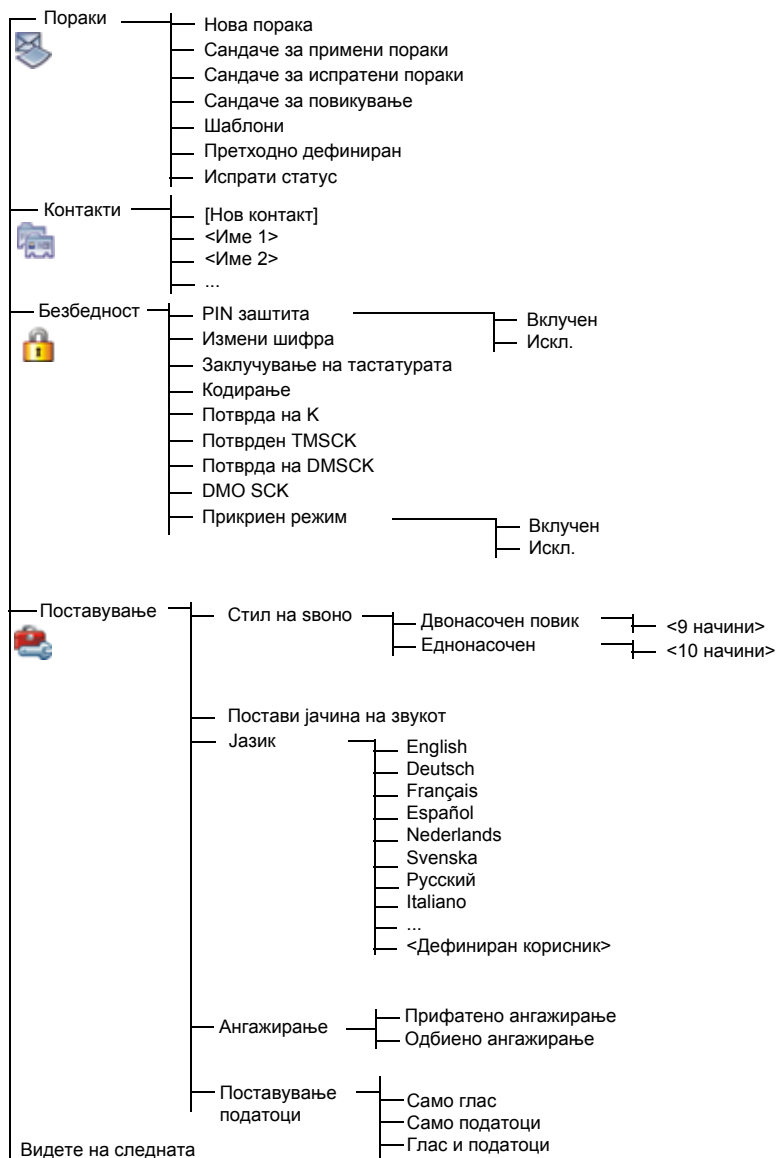 Пораки
Нова порака
Сандаче за примени пораки
Сандаче за испратени пораки
Сандаче за повикување
Шаблони
Претходно дефиниран
Испрати статус
Контакти
[Нов контакт]
<Име 1>
<Име 2>
...
Безбедност
PIN заштита
Вклучен
Искл.
Измени шифра
Заклучување на тастатурата
Кодирање
Потврда на K
Потврден TMSCK
Потврда на DMSCK
DMO SCK
Прикриен режим
Вклучен
Искл.
Поставување
Стил на ѕвоно
Двонасочен повик
<9 начини>
Еднонасочен
<10 начини>
Постави јачина на звукот
Јазик
English
Deutsch
Français
Español
Nederlands
Svenska
Русский
Italiano
...
<Дефиниран корисник>
Ангажирање
Прифатено ангажирање
Одбиено ангажирање
Поставување
податоци
Само глас
Само податоци
Глас и податоци
Видете на следната